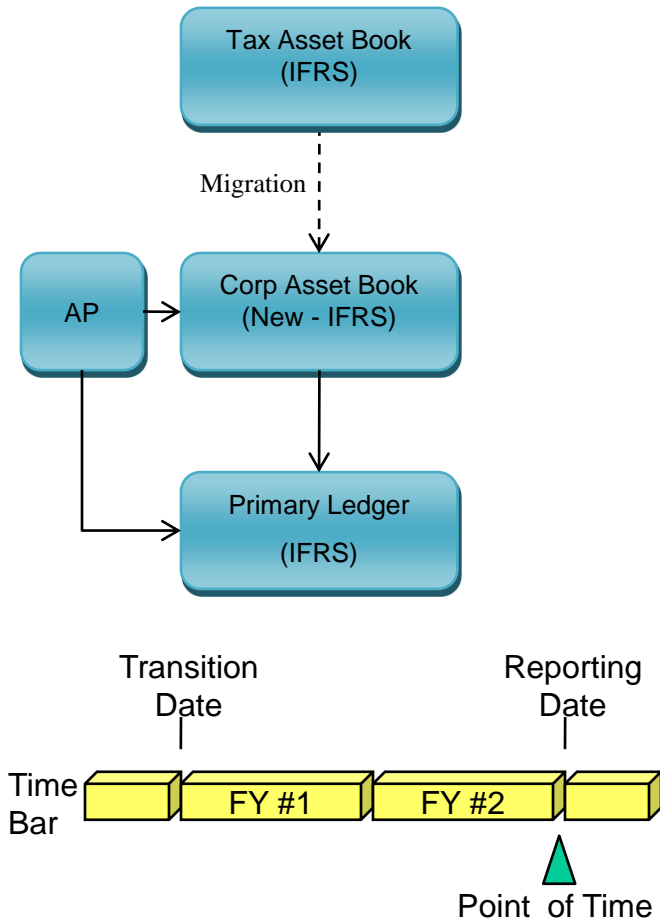 Tax Asset Book
(IFRS)
Migration
AP
Corp Asset Book
(New - IFRS)
Primary Ledger
(IFRS)
Transition
Date
Reporting
Date
Time
Bar
FY #1
FY #2
Point of Time